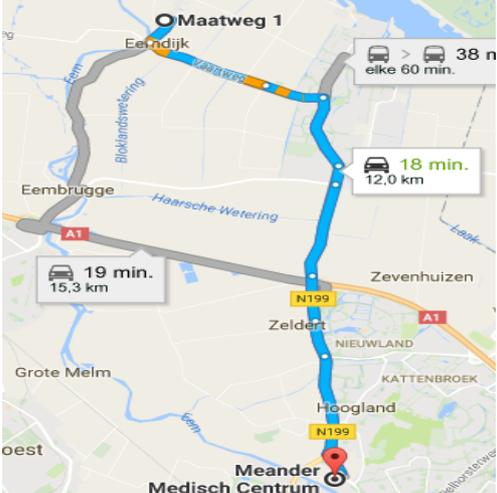 Maatweg 1
Eemdijk
38 m
elke 60 min.
Vaartweg
Eem
Bloklandswetering
18 min.
12,0 km
Eembrugge
Haarsche Wetering
Laak
A1
19 min.
15,3 km
Zevenhuizen
N199
A1
Zeldert
NIEUWLAND
Grote Melm
KATTENBROEK
Hoogland
Eem
N199
oest
Meander
Medisch Centrum